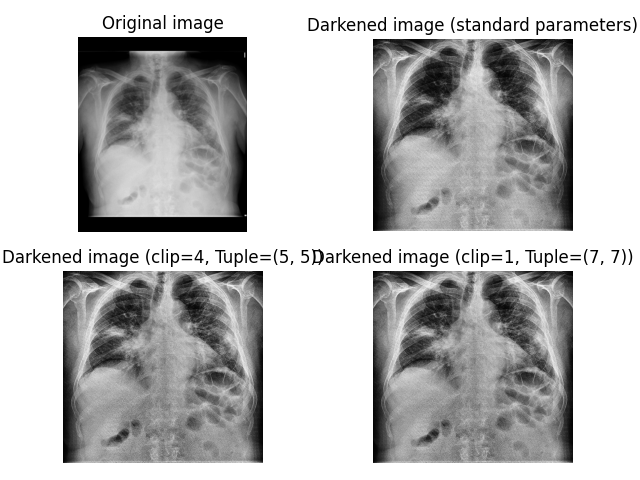 Original image
Darkened image (standard parameters)
Darkened image (clip=4, Tuple=(5, 5))
Darkened image (clip=1, Tuple=(7, 7))